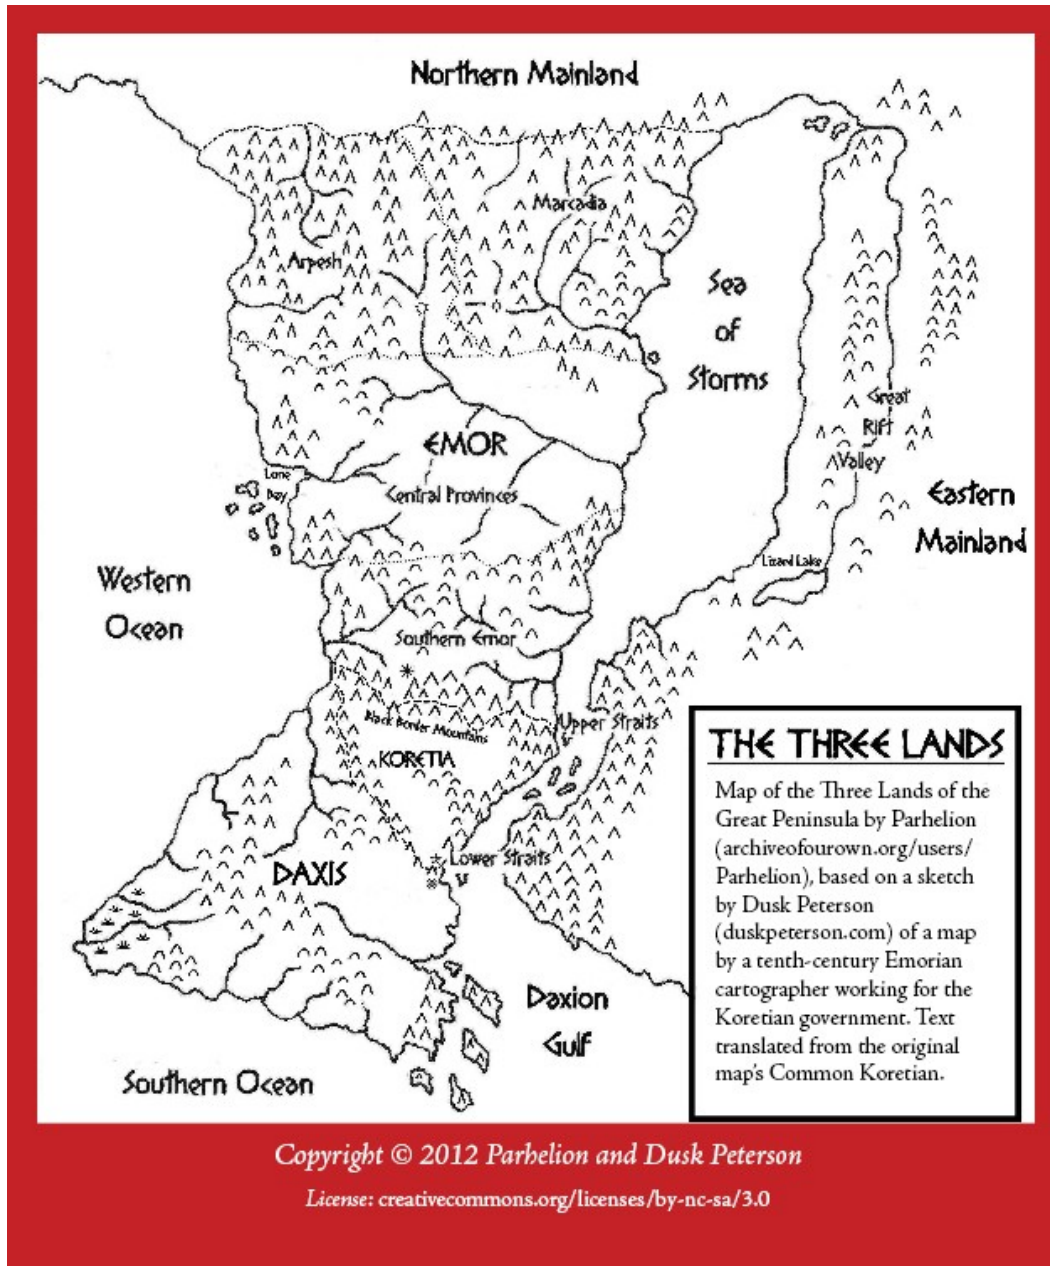 Northern Mainland
Marcadia
Arpesh
Sea
of
Storms
Great
Rift
Valley
EMOR
Lone
Bay
Central Provinces
Eastern
Mainland
Lizard Lake
Western
Ocean
Southern Emor
Upper Straits
Black Border Mountains
KORETIA
Lower Straits
DAXIS
Daxion
Gulf
Southern Ocean
THE THREE LANDS
Map of the Three Lands of the
Great Peninsula by Parhelion
(archiveofourown.org/users/
Parhelion), based on a sketch
by Dusk Peterson
(duskpeterson.com) of a map
by a tenth-century Emorian
cartographer working for the
Koretian government. Text
translated from the original
map's Common Koretian.
Copyright © 2012 Parhelion and Dusk Peterson
License: creativecommons.org/licenses/by-nc-sa/3.0